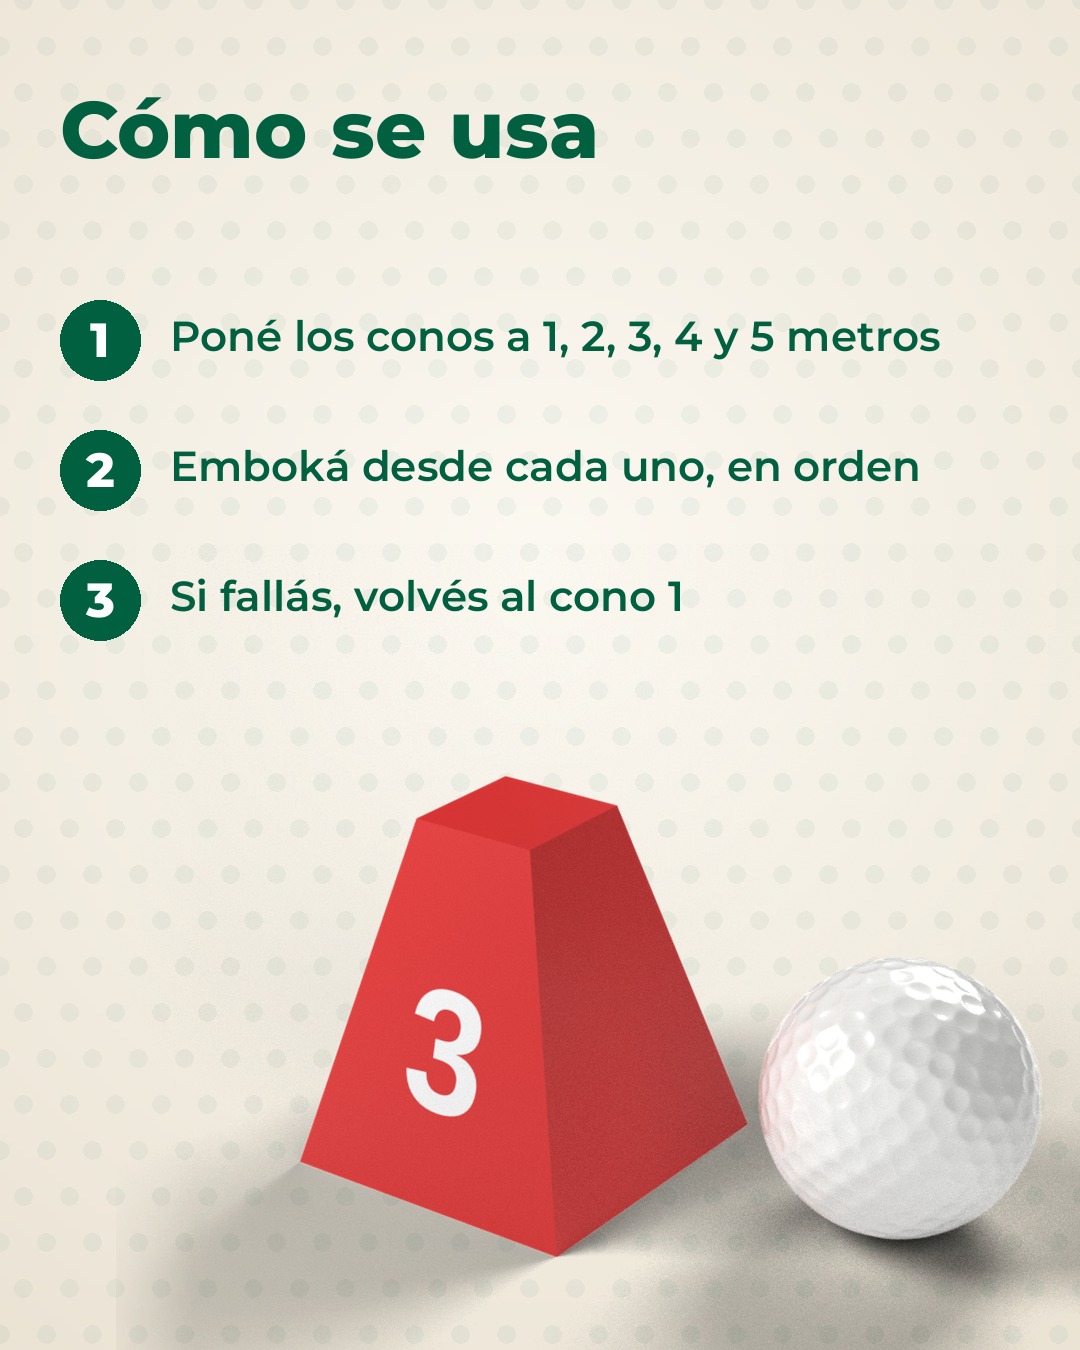 Cómo se usa
1 Poné los conos a 1, 2, 3, 4 y 5 metros
2 Emboká desde cada uno, en orden
3 Si fallás, volvés al cono 1
3